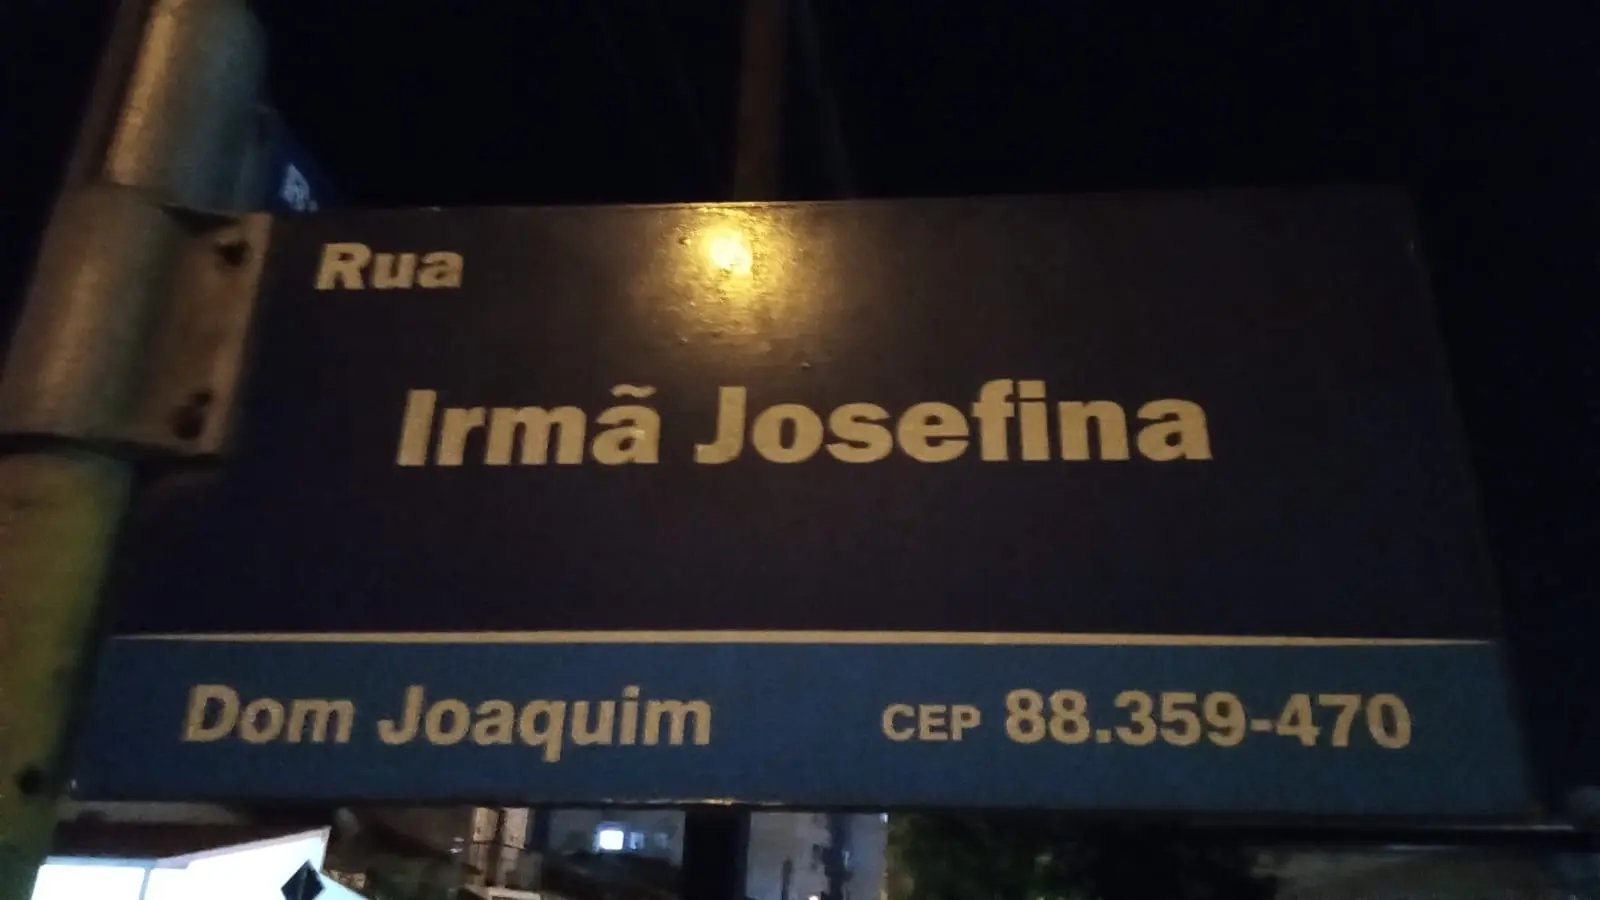 Rua
Irmã Josefina
Dom Joaquim CEP 88.359-470